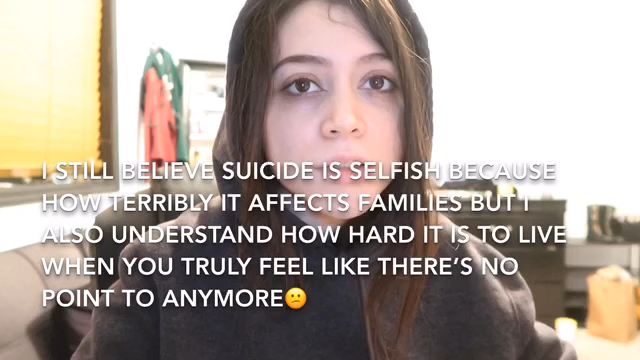 I STILL BELIEVE SUICIDE IS SELFISH BECAUSE
HOW TERRIBLY IT AFFECTS FAMILIES BUT I
ALSO UNDERSTAND HOW HARD IT IS TO LIVE
WHEN YOU TRULY FEEL LIKE THERE’S NO
POINT TO ANYMORE😕